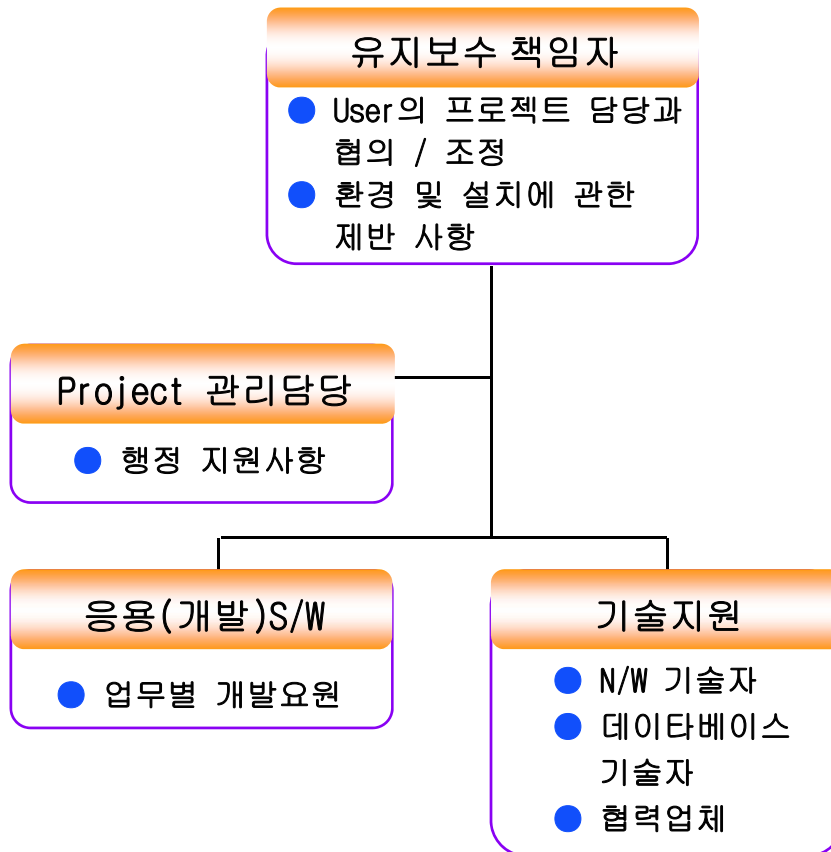 유지보수 책임자
● User의 프로젝트 담당과
협의 / 조정
● 환경 및 설치에 관한
제반 사항
Project 관리담당
● 행정 지원사항
응용(개발)S/W
● 업무별 개발요원
기술지원
● N/W 기술자
● 데이타베이스
기술자
● 협력업체